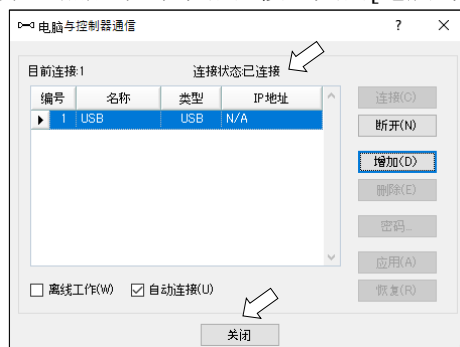 电脑与控制器通信 ? ×
目前连接:1 连接状态:已连接
编号 名称 类型 IP地址
1 USB USB N/A
连接(C)
断开(N)
增加(D)
删除(E)
密码...
应用(A)
恢复(R)
离线工作(W) 自动连接(U)
关闭